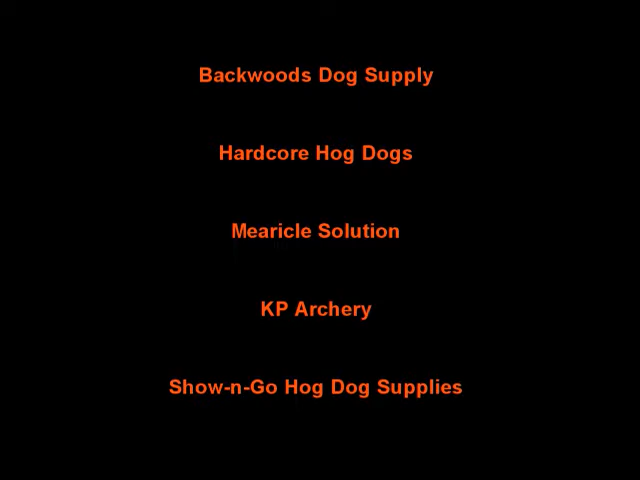 Backwoods Dog Supply
Hardcore Hog Dogs
Mearicle Solution
KP Archery
Show-n-Go Hog Dog Supplies